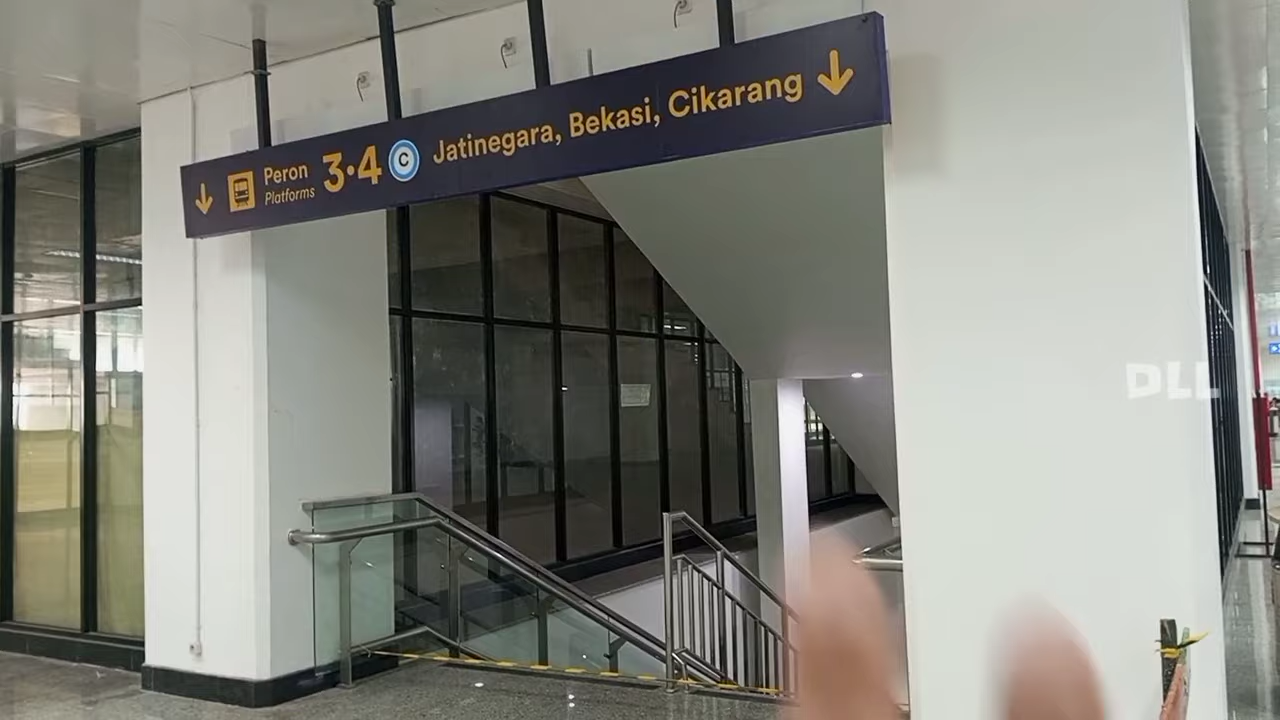 Peron
Platforms
3•4
C
Jatinegara, Bekasi, Cikarang
DLL